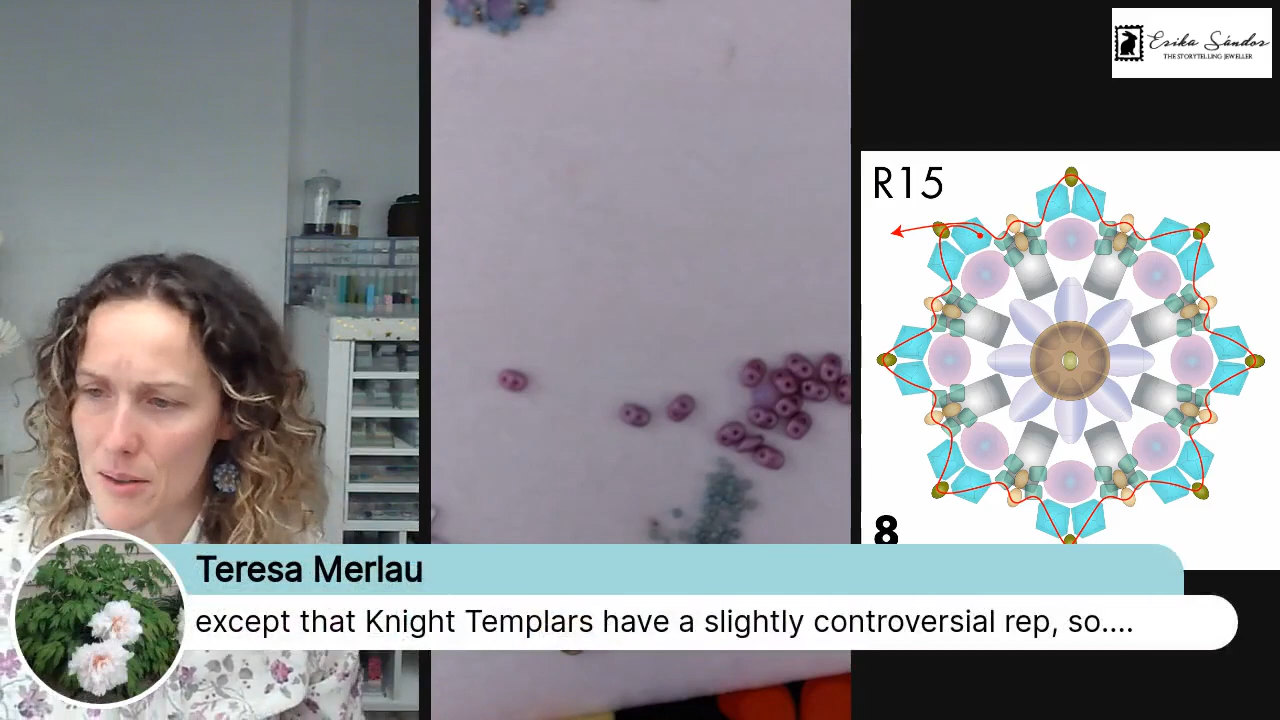 Erika Sándor
THE STORYTELLING JEWELLER
R15
8
Teresa Merlau
except that Knight Templars have a slightly controversial rep, so....